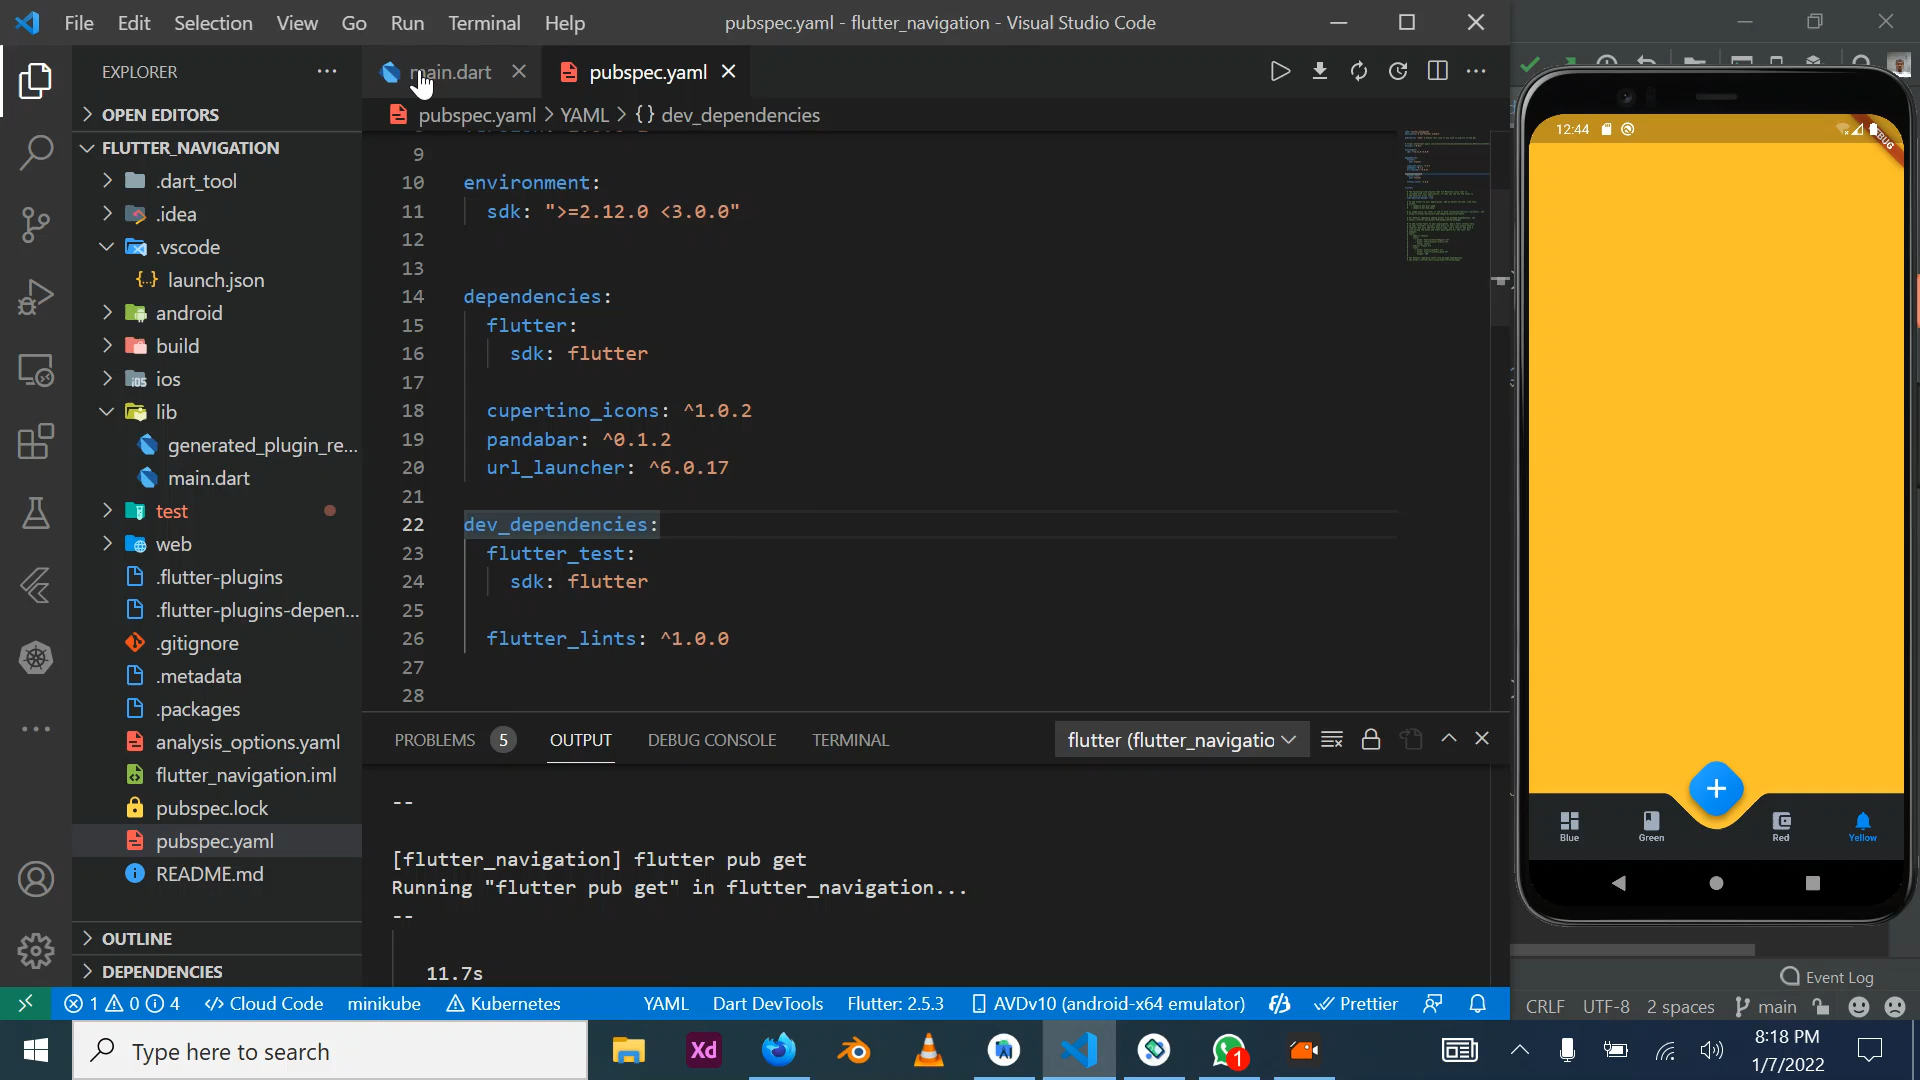 File Edit Selection View Go Run Terminal Help
pubspec.yaml - flutter_navigation - Visual Studio Code
EXPLORER
OPEN EDITORS
FLUTTER_NAVIGATION
.dart_tool
.idea
.vscode
launch.json
android
build
ios
lib
generated_plugin_re...
main.dart
test
web
.flutter-plugins
.flutter-plugins-depen...
.gitignore
.metadata
.packages
analysis_options.yaml
flutter_navigation.iml
pubspec.lock
pubspec.yaml
README.md
OUTLINE
DEPENDENCIES
main.dart
pubspec.yaml
pubspec.yaml > YAML > {} dev_dependencies
9
10 environment:
11 sdk: ">=2.12.0 <3.0.0"
12
13
14 dependencies:
15 flutter:
16 sdk: flutter
17
18 cupertino_icons: ^1.0.2
19 pandabar: ^0.1.2
20 url_launcher: ^6.0.17
21
22 dev_dependencies:
23 flutter_test:
24 sdk: flutter
25
26 flutter_lints: ^1.0.0
27
28
PROBLEMS 5 OUTPUT DEBUG CONSOLE TERMINAL
flutter (flutter_navigatio
--
[flutter_navigation] flutter pub get
Running "flutter pub get" in flutter_navigation...
--
11.7s
1 0 4 Cloud Code minikube Kubernetes
YAML Dart DevTools Flutter: 2.5.3 AVDv10 (android-x64 emulator) Prettier
12:44
Blue
Green
Red
Yellow
Event Log
CRLF UTF-8 2 spaces main
Type here to search
Xd
1
8:18 PM
1/7/2022